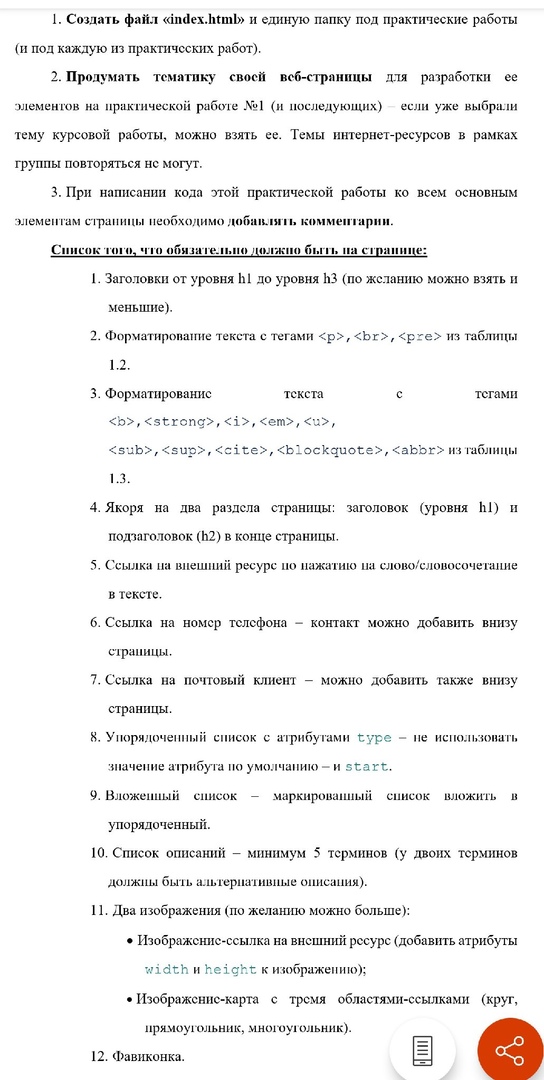 1. Создать файл «index.html» и единую папку под практические работы
(и под каждую из практических работ).
2. Продумать тематику своей веб-страницы для разработки ее
элементов на практической работе №1 (и последующих) – если уже выбрали
тему курсовой работы, можно взять ее. Темы интернет-ресурсов в рамках
группы повторяться не могут.
3. При написании кода этой практической работы ко всем основным
элементам страницы необходимо добавлять комментарии.
Список того, что обязательно должно быть на странице:
1. Заголовки от уровня h1 до уровня h3 (по желанию можно взять и
меньшие).
2. Форматирование текста с тегами <p>,<br>,<pre> из таблицы
1.2.
3. Форматирование текста с тегами
<b>,<strong>,<i>,<em>,<u>,
<sub>,<sup>,<cite>,<blockquote>,<abbr> из таблицы
1.3.
4. Якоря на два раздела страницы: заголовок (уровня h1) и
подзаголовок (h2) в конце страницы.
5. Ссылка на внешний ресурс по нажатию на слово/словосочетание
в тексте.
6. Ссылка на номер телефона – контакт можно добавить внизу
страницы.
7. Ссылка на почтовый клиент – можно добавить также внизу
страницы.
8. Упорядоченный список с атрибутами type – не использовать
значение атрибута по умолчанию – и start.
9. Вложенный список – маркированный список вложить в
упорядоченный.
10. Список описаний – минимум 5 терминов (у двоих терминов
должны быть альтернативные описания).
11. Два изображения (по желанию можно больше):
• Изображение-ссылка на внешний ресурс (добавить атрибуты
width и height к изображению);
• Изображение-карта с тремя областями-ссылками (круг,
прямоугольник, многоугольник).
12. Фавиконка.